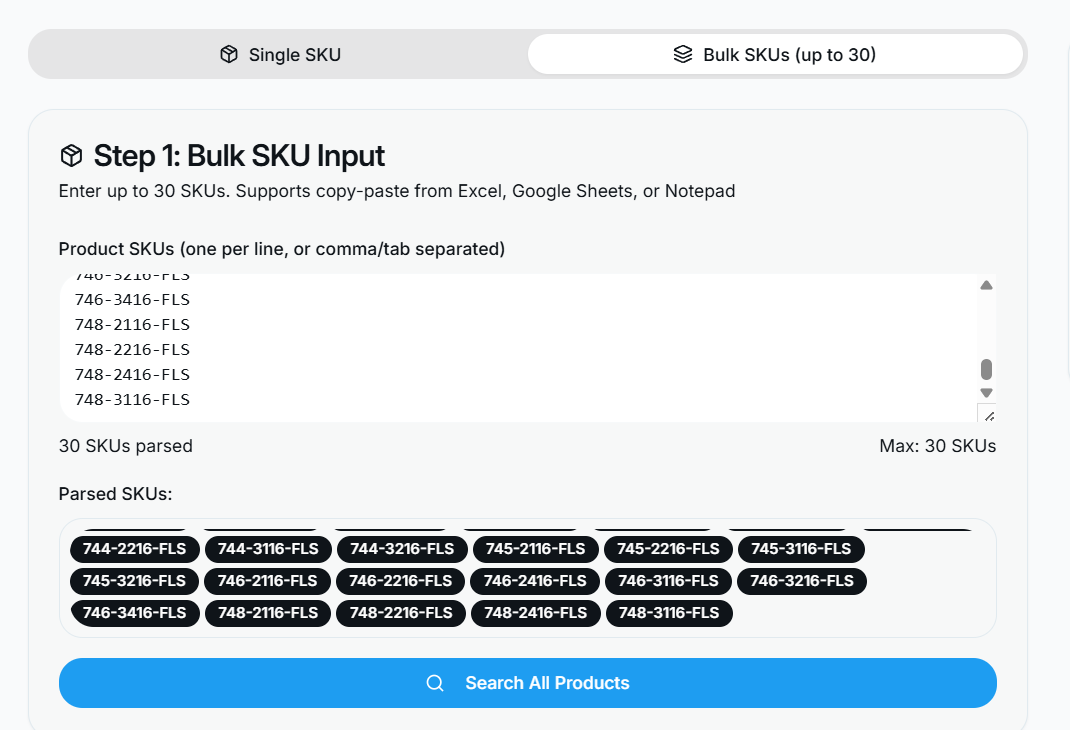 Single SKU
Bulk SKUs (up to 30)
Step 1: Bulk SKU Input
Enter up to 30 SKUs. Supports copy-paste from Excel, Google Sheets, or Notepad
Product SKUs (one per line, or comma/tab separated)
746-3216-FLS
746-3416-FLS
748-2116-FLS
748-2216-FLS
748-2416-FLS
748-3116-FLS
30 SKUs parsed
Max: 30 SKUs
Parsed SKUs:
744-2216-FLS 744-3116-FLS 744-3216-FLS 745-2116-FLS 745-2216-FLS 745-3116-FLS
745-3216-FLS 746-2116-FLS 746-2216-FLS 746-2416-FLS 746-3116-FLS 746-3216-FLS
746-3416-FLS 748-2116-FLS 748-2216-FLS 748-2416-FLS 748-3116-FLS
Search All Products